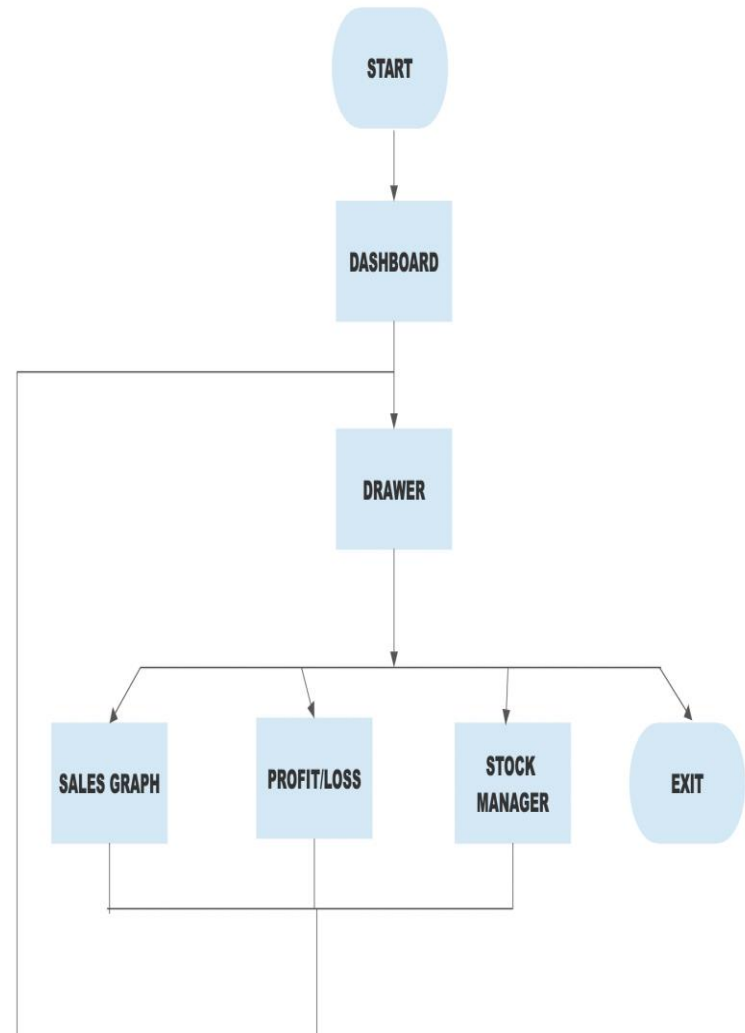 START
DASHBOARD
DRAWER
SALES GRAPH
PROFIT/LOSS
STOCK
MANAGER
EXIT